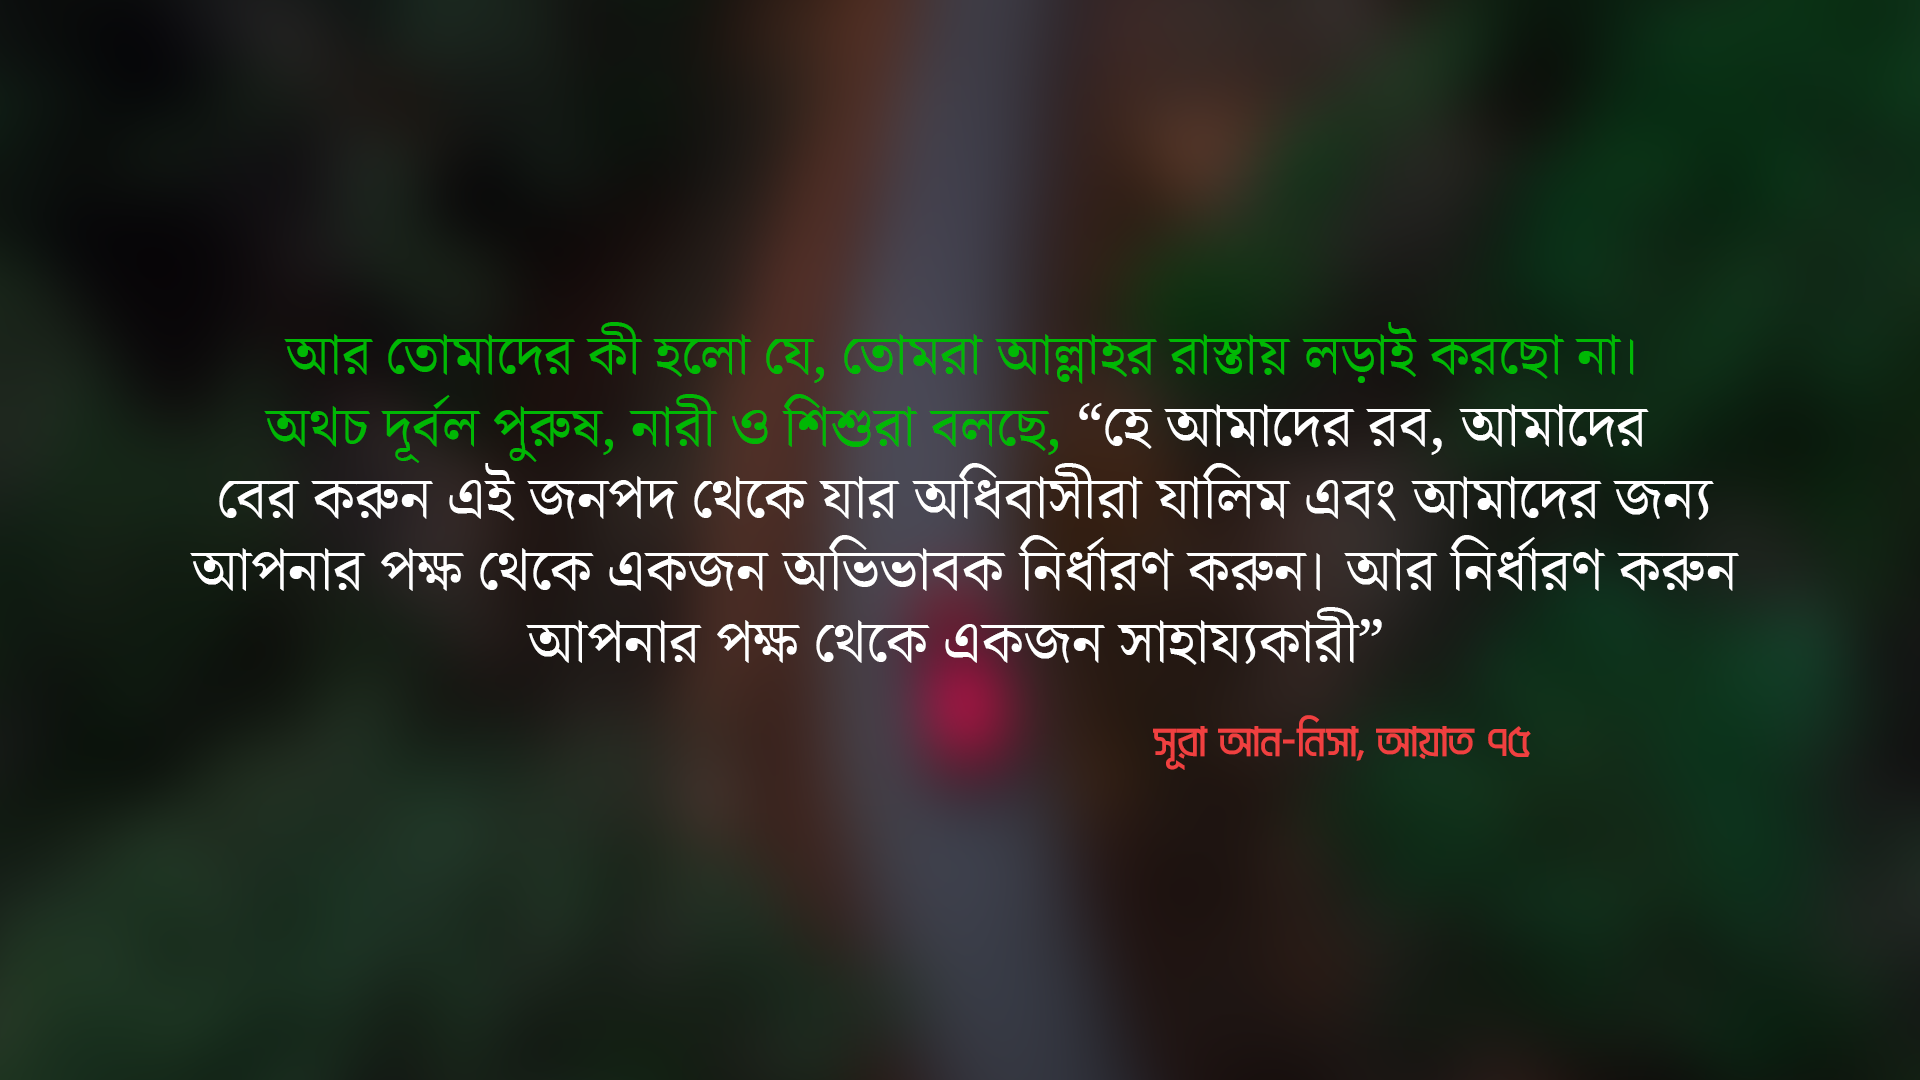 আর তোমাদের কী হলো যে, তোমরা আল্লাহর রাস্তায় লড়াই করছো না।
অথচ দূর্বল পুরুষ, নারী ও শিশুরা বলছে, “হে আমাদের রব, আমাদের
বের করুন এই জনপদ থেকে যার অধিবাসীরা যালিম এবং আমাদের জন্য
আপনার পক্ষ থেকে একজন অভিভাবক নির্ধারণ করুন। আর নির্ধারণ করুন
আপনার পক্ষ থেকে একজন সাহায্যকারী”
সূরা আন-নিসা, আয়াত ৭৫